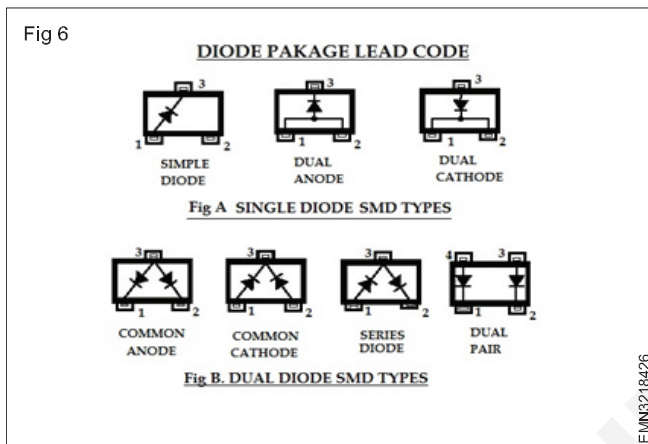 Fig 6
DIODE PAKAGE LEAD CODE
3
1
2
SIMPLE
DIODE
3
1
2
DUAL
ANODE
3
1
2
DUAL
CATHODE
Fig A SINGLE DIODE SMD TYPES
3
1
2
COMMON
ANODE
3
1
2
COMMON
CATHODE
3
1
2
SERIES
DIODE
4
3
1
2
DUAL
PAIR
Fig B. DUAL DIODE SMD TYPES
EMN3218426